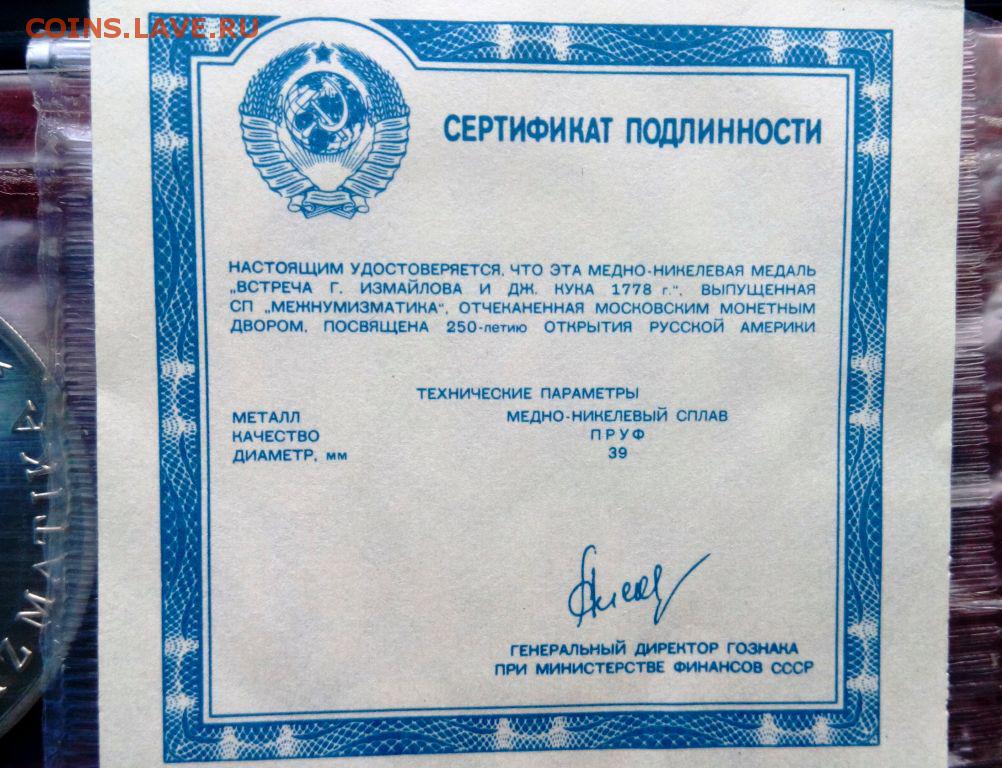 COINS.LAVE.RU
СЕРТИФИКАТ ПОДЛИННОСТИ
НАСТОЯЩИМ УДОСТОВЕРЯЕТСЯ, ЧТО ЭТА МЕДНО-НИКЕЛЕВАЯ МЕДАЛЬ
„ВСТРЕЧА Г. ИЗМАЙЛОВА И ДЖ. КУКА 1778 г.", ВЫПУЩЕННАЯ
СП „МЕЖНУМИЗМАТИКА", ОТЧЕКАНЕННАЯ МОСКОВСКИМ МОНЕТНЫМ
ДВОРОМ, ПОСВЯЩЕНА 250-летию ОТКРЫТИЯ РУССКОЙ АМЕРИКИ
ТЕХНИЧЕСКИЕ ПАРАМЕТРЫ
МЕТАЛЛ МЕДНО-НИКЕЛЕВЫЙ СПЛАВ
КАЧЕСТВО ПРУФ
ДИАМЕТР, мм 39
ГЕНЕРАЛЬНЫЙ ДИРЕКТОР ГОЗНАКА
ПРИ МИНИСТЕРСТВЕ ФИНАНСОВ СССР